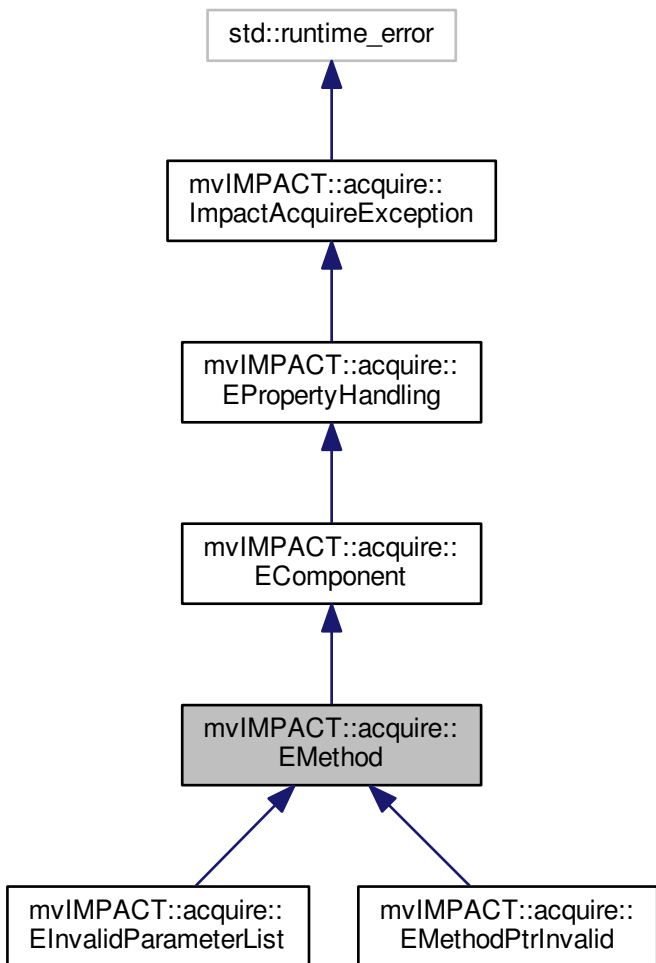 std::runtime_error
mvIMPACT::acquire::
ImpactAcquireException
mvIMPACT::acquire::
EPropertyHandling
mvIMPACT::acquire::
EComponent
mvIMPACT::acquire::
EMethod
mvIMPACT::acquire::
EInvalidParameterList
mvIMPACT::acquire::
EMethodPtrInvalid